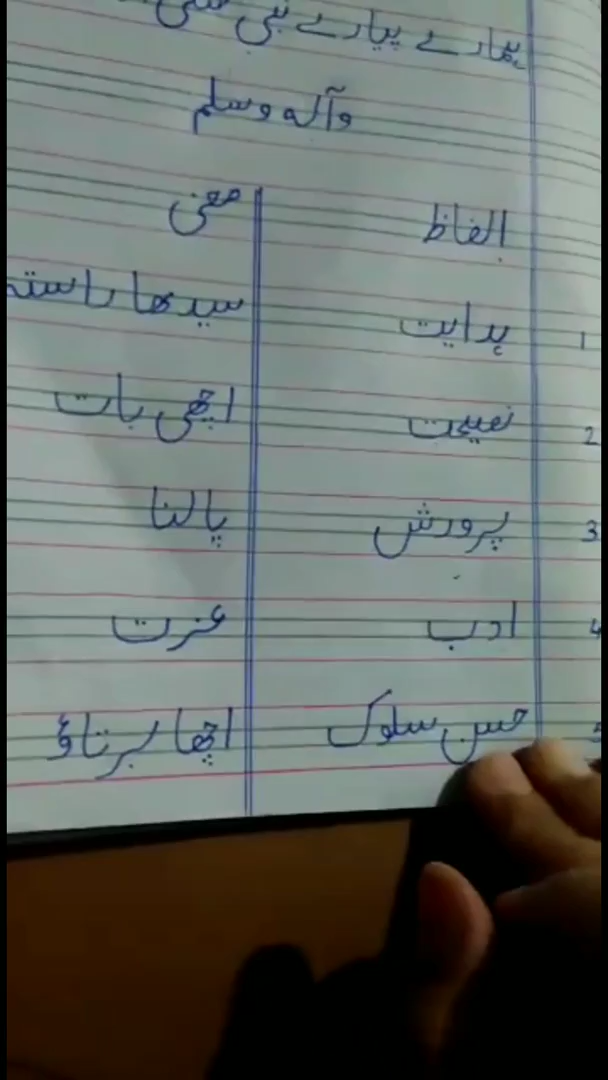 ہمارے پیارے نبی
وآلہ وسلم
الفاظ معنی
1 ہدایت سیدھا راستہ
2 نصیحت اچھی بات
3 پرورش پالنا
4 ادب عزت
5 حسن سلوک اچھا برتاؤ